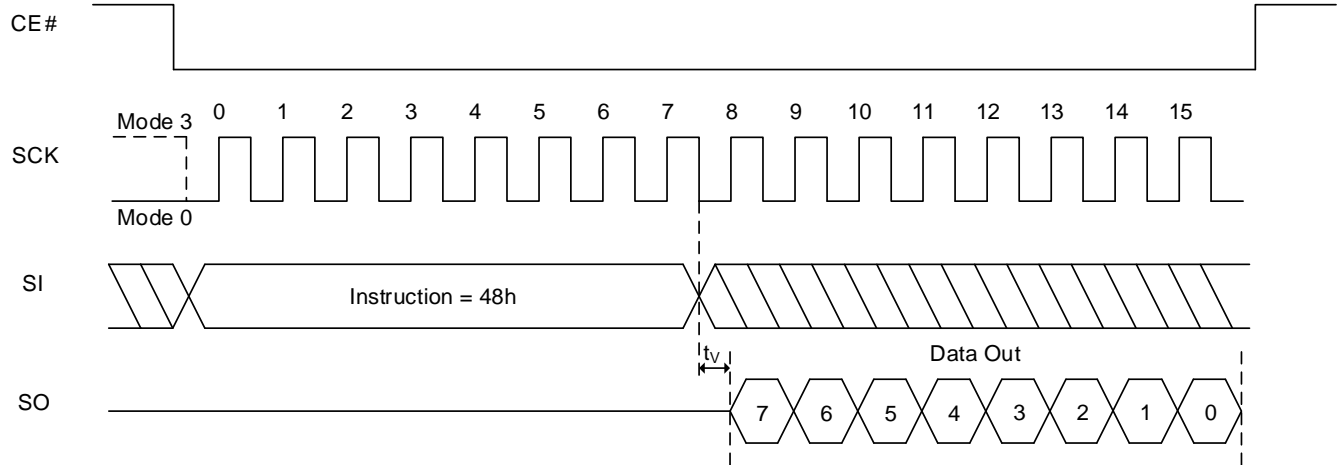 CE#
0 1 2 3 4 5 6 7 8 9 10 11 12 13 14 15
Mode 3
SCK
Mode 0
SI
Instruction = 48h
tV
Data Out
SO
7 6 5 4 3 2 1 0